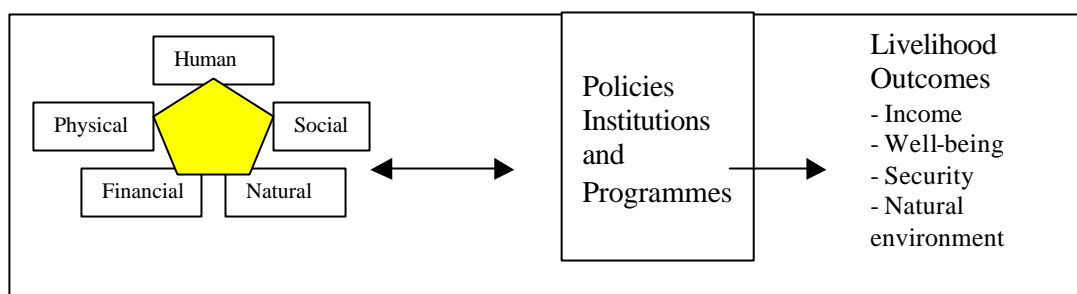 Human
Physical
Social
Financial
Natural
Policies
Institutions
and
Programmes
Livelihood
Outcomes
- Income
- Well-being
- Security
- Natural
environment